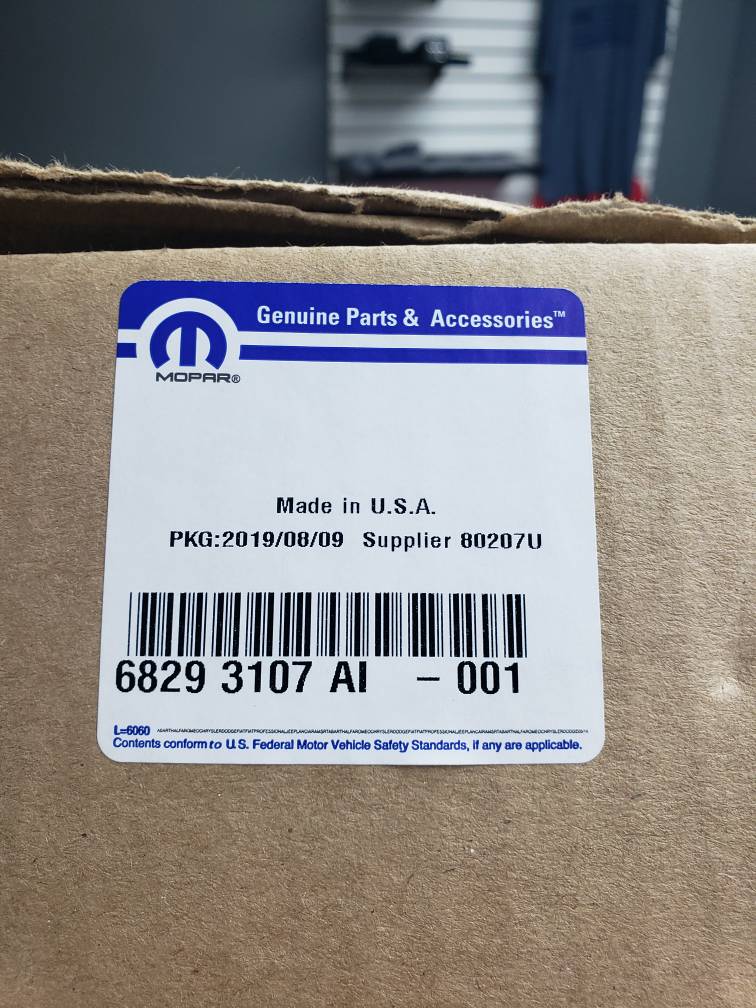 Genuine Parts & Accessories™
MOPAR®
Made in U.S.A.
PKG:2019/08/09 Supplier 80207U
6829 3107 AI - 001
L=6060
Contents conform to U.S. Federal Motor Vehicle Safety Standards, if any are applicable.